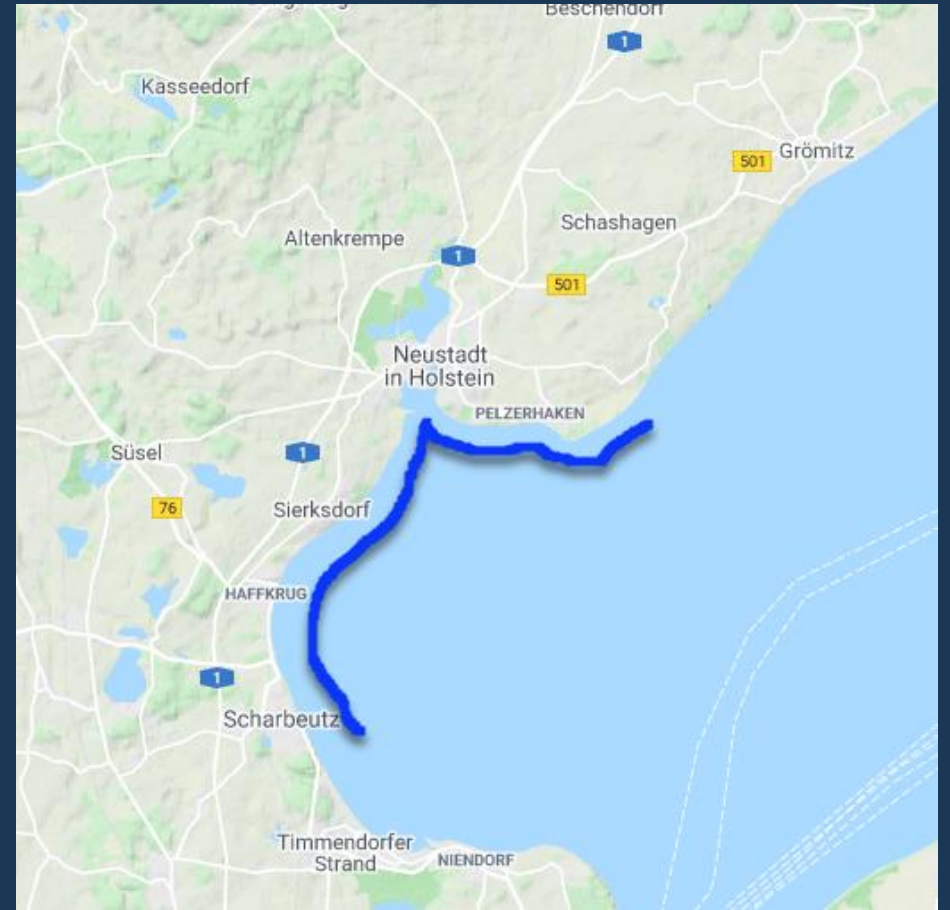 Beschendorf
1
Kasseedorf
Grömitz
501
Schashagen
Altenkrempe
1
501
Neustadt
in Holstein
PELZERHAKEN
Süsel
1
76
Sierksdorf
HAFFKRUG
1
Scharbeutz
Timmendorfer
Strand
NIENDORF